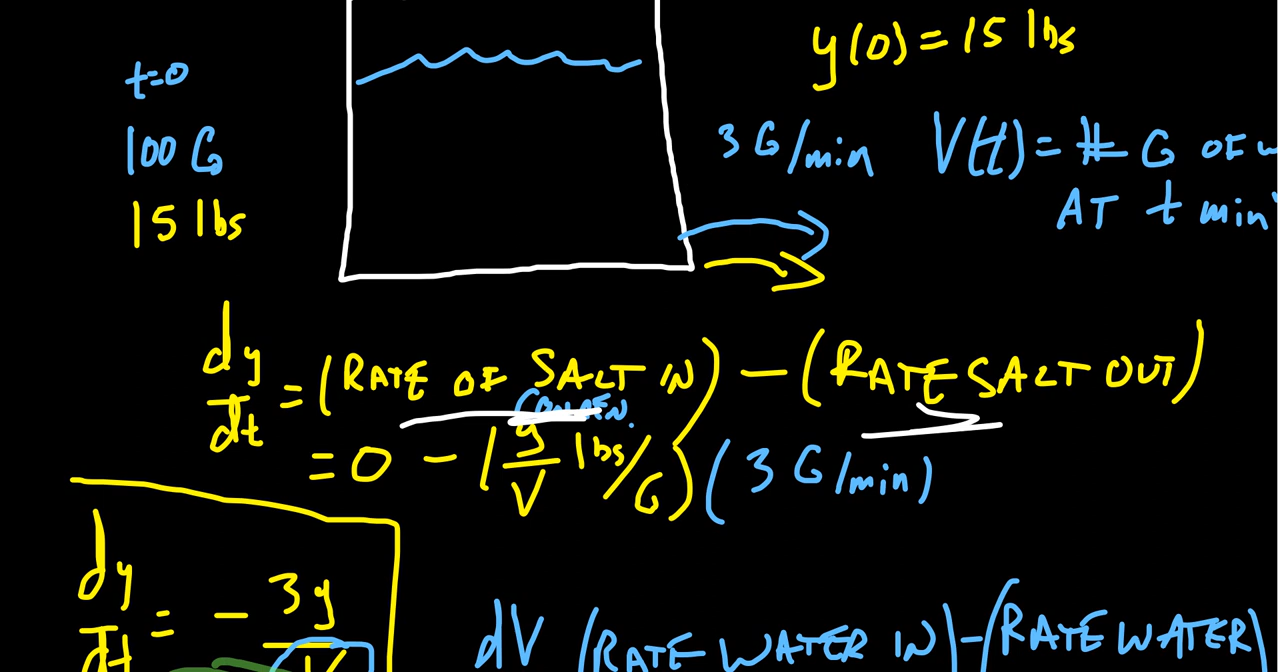 y(0) = 15 lbs
t=0
100 G
15 lbs
3 G/min
V(t) = # G OF W
AT t min
dy/dt = (RATE OF SALT IN) - (RATE SALT OUT)
CONCEN.
= 0 - (y/V lbs/G)(3 G/min)
dy/dt = - 3y/V
dV (RATE WATER IN) - (RATE WATER)